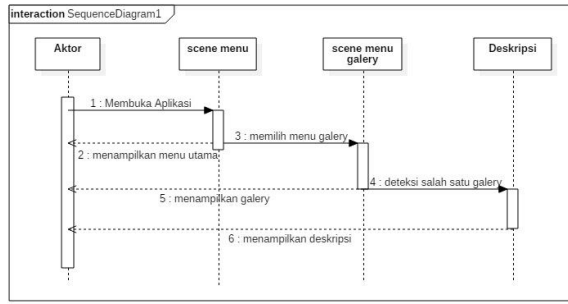 interaction SequenceDiagram1
Aktor
scene menu
scene menu
galery
Deskripsi
1 : Membuka Aplikasi
2 : menampilkan menu utama
3 : memilih menu galery
4 : deteksi salah satu galery
5 : menampilkan galery
6 : menampilkan deskripsi